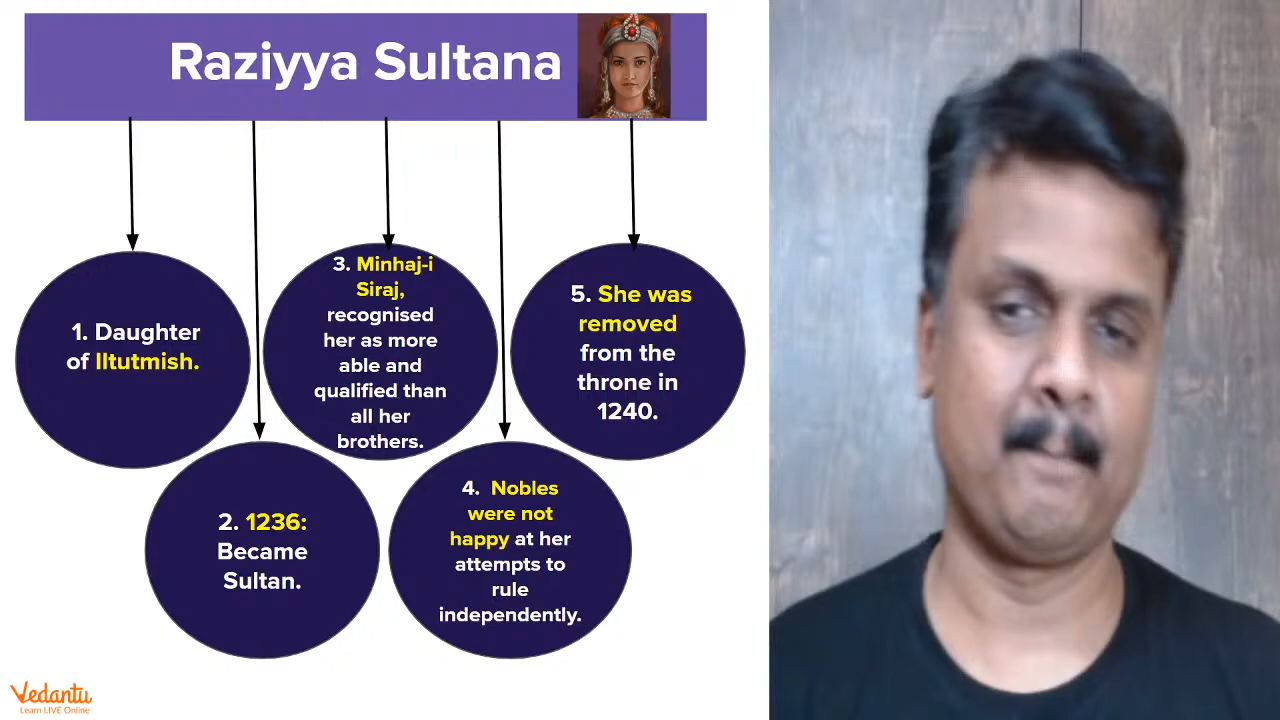 Raziyya Sultana
1. Daughter
of Iltutmish.
2. 1236:
Became
Sultan.
3. Minhaj-i
Siraj,
recognised
her as more
able and
qualified than
all her
brothers.
4. Nobles
were not
happy at her
attempts to
rule
independently.
5. She was
removed
from the
throne in
1240.
Vedantu
Learn LIVE Online